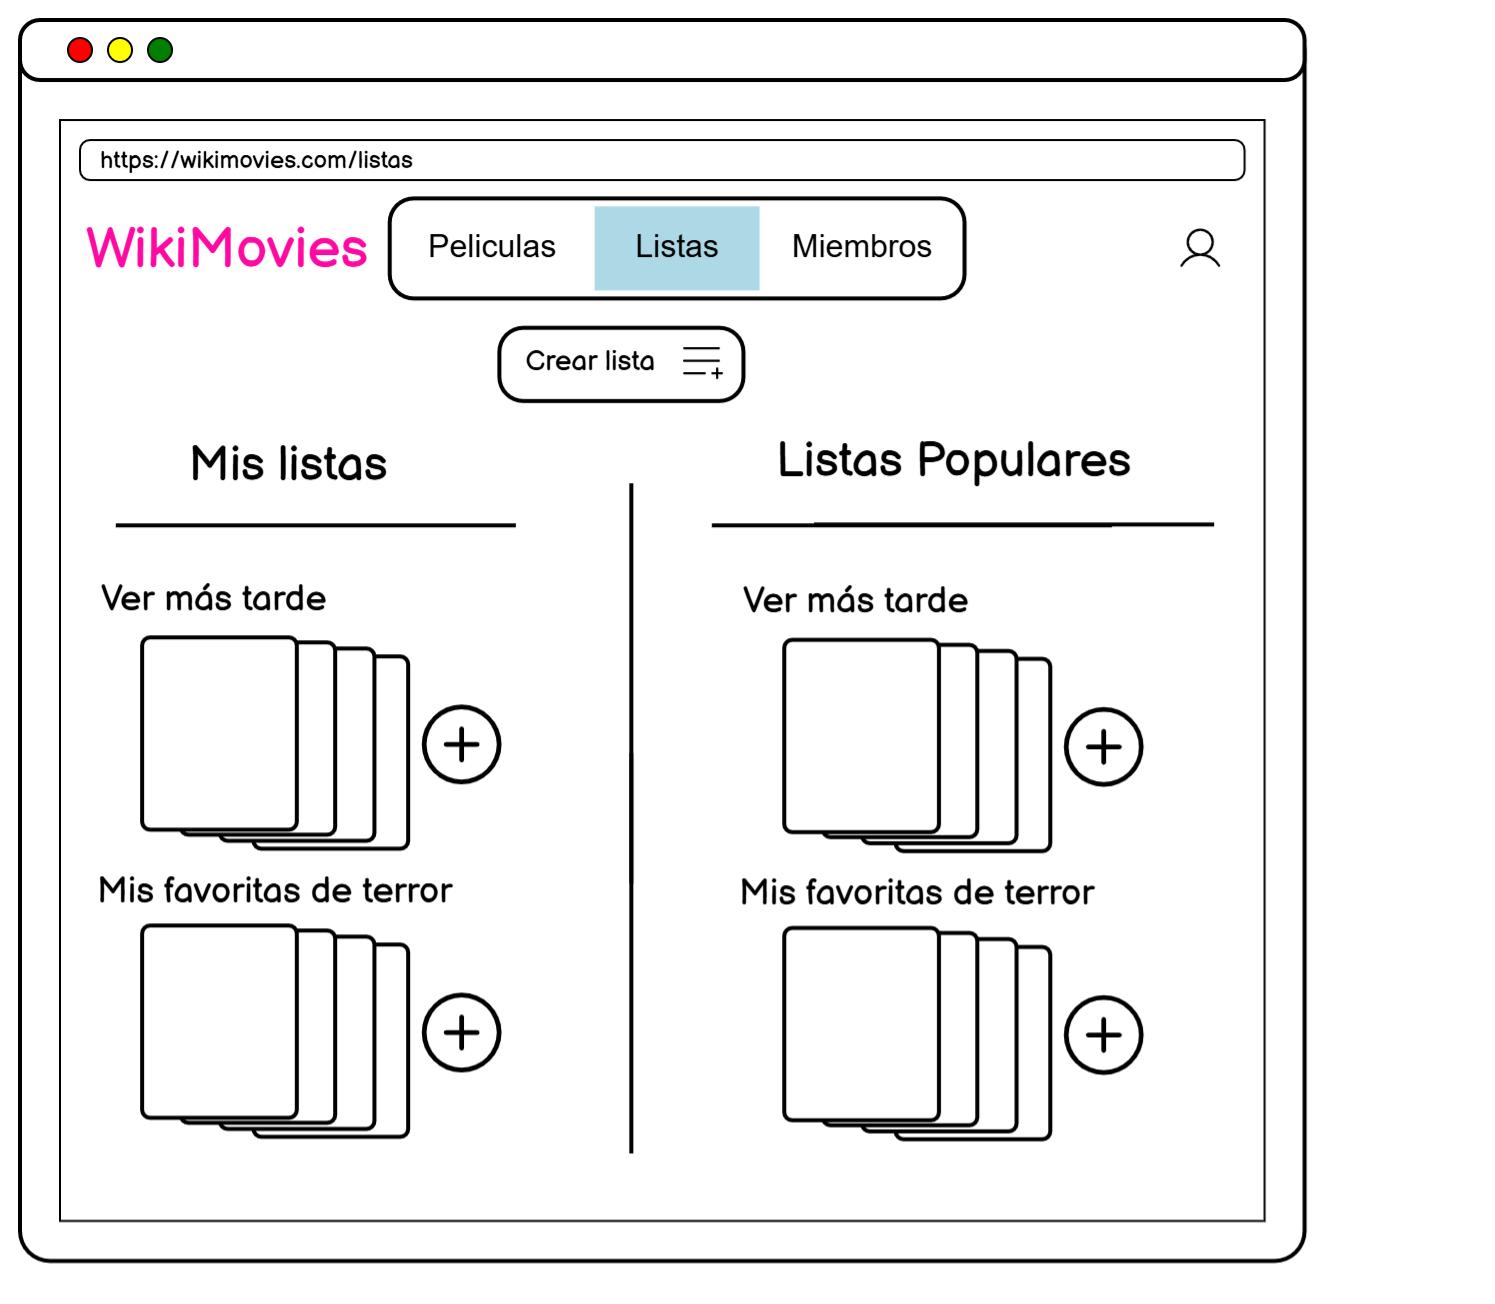 https://wikimovies.com/listas
WikiMovies
Peliculas
Listas
Miembros
Crear lista
Mis listas
Listas Populares
Ver más tarde
Ver más tarde
Mis favoritas de terror
Mis favoritas de terror